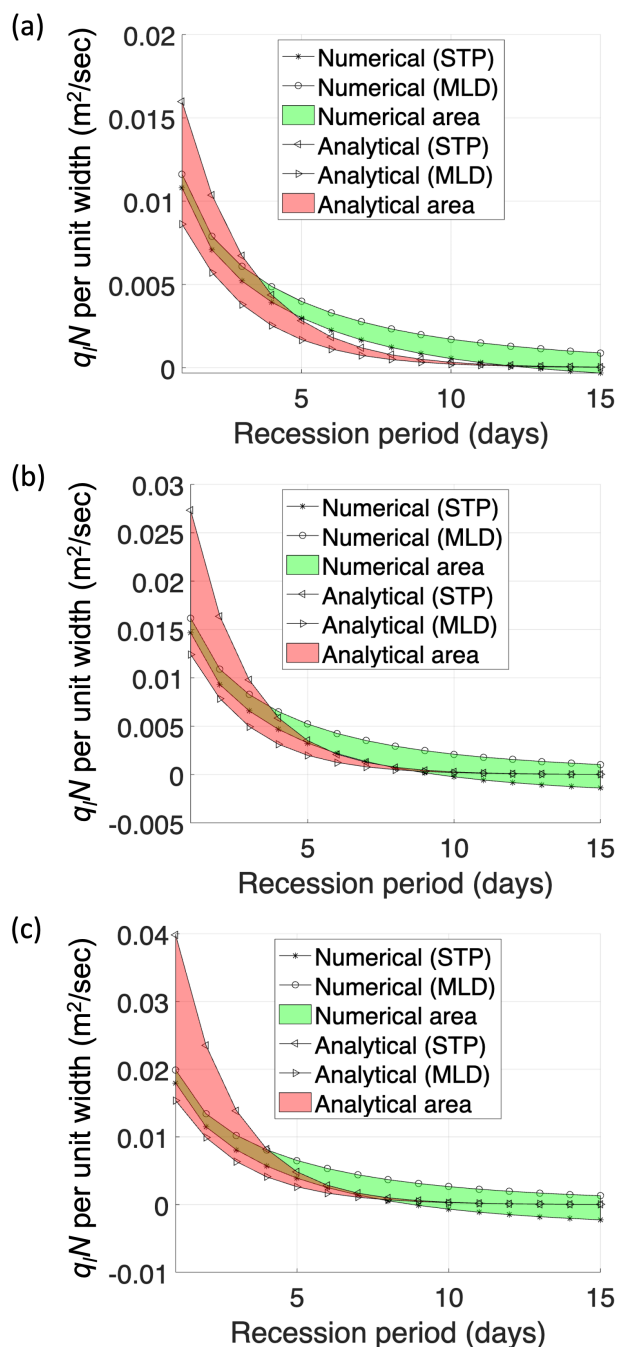 (a)
0.02
0.015
0.01
0.005
0
q_lN per unit width (m²/sec)
Numerical (STP)
Numerical (MLD)
Numerical area
Analytical (STP)
Analytical (MLD)
Analytical area
5 10 15
Recession period (days)
(b)
0.03
0.025
0.02
0.015
0.01
0.005
0
-0.005
q_lN per unit width (m²/sec)
Numerical (STP)
Numerical (MLD)
Numerical area
Analytical (STP)
Analytical (MLD)
Analytical area
5 10 15
Recession period (days)
(c)
0.04
0.03
0.02
0.01
0
-0.01
q_lN per unit width (m²/sec)
Numerical (STP)
Numerical (MLD)
Numerical area
Analytical (STP)
Analytical (MLD)
Analytical area
5 10 15
Recession period (days)